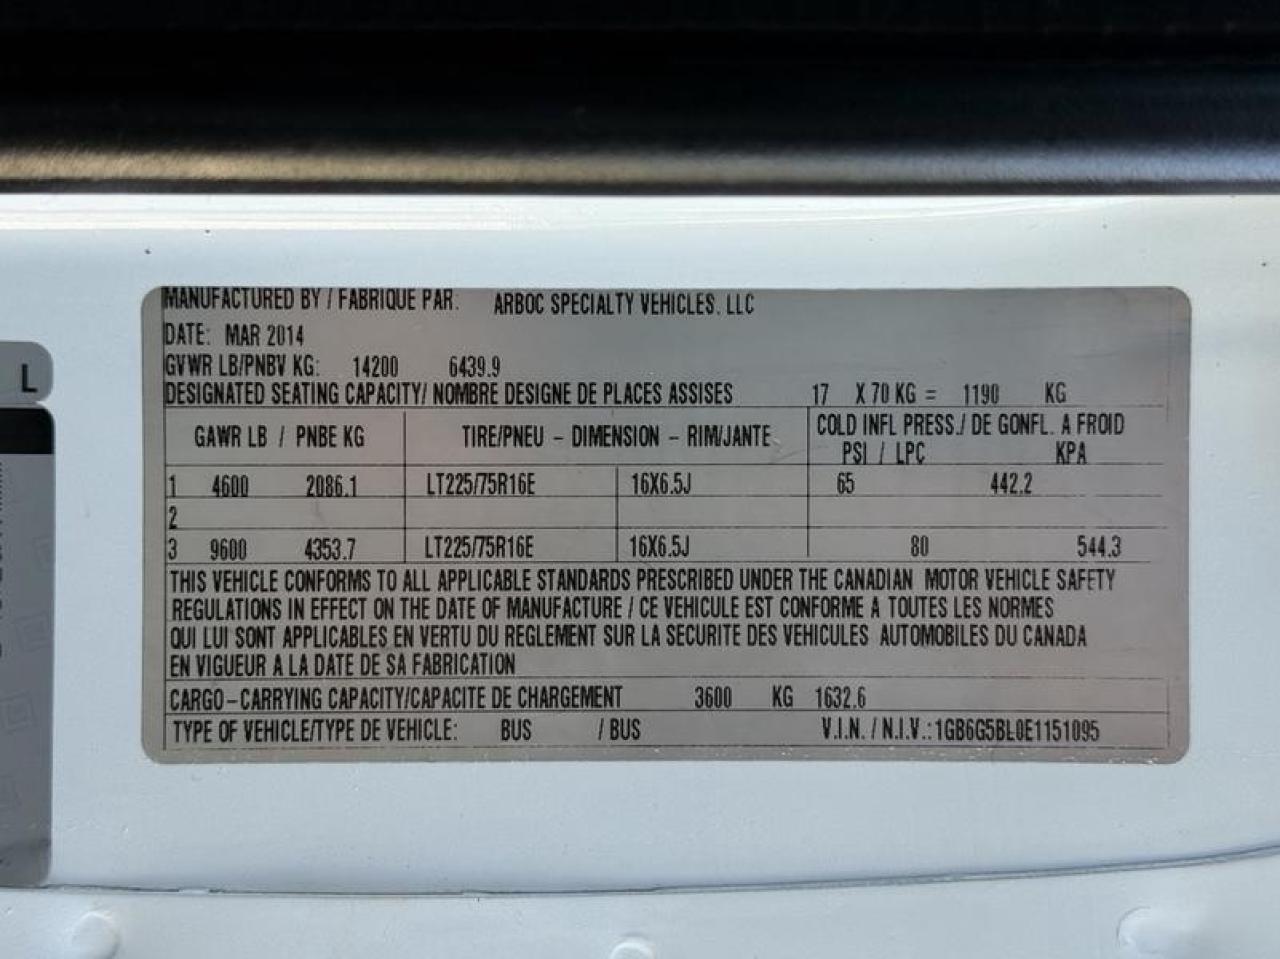 MANUFACTURED BY / FABRIQUE PAR: ARBOC SPECIALTY VEHICLES, LLC
DATE: MAR 2014
GVWR LB/PNBV KG: 14200 6439.9
DESIGNATED SEATING CAPACITY/ NOMBRE DESIGNE DE PLACES ASSISES 17 X 70 KG = 1190 KG
GAWR LB / PNBE KG TIRE/PNEU - DIMENSION - RIM/JANTE COLD INFL PRESS./ DE GONFL. A FROID
PSI / LPC KPA
1 4600 2086.1 LT225/75R16E 16X6.5J 65 442.2
2
3 9600 4353.7 LT225/75R16E 16X6.5J 80 544.3
THIS VEHICLE CONFORMS TO ALL APPLICABLE STANDARDS PRESCRIBED UNDER THE CANADIAN MOTOR VEHICLE SAFETY
REGULATIONS IN EFFECT ON THE DATE OF MANUFACTURE / CE VEHICULE EST CONFORME A TOUTES LES NORMES
QUI LUI SONT APPLICABLES EN VERTU DU REGLEMENT SUR LA SECURITE DES VEHICULES AUTOMOBILES DU CANADA
EN VIGUEUR A LA DATE DE SA FABRICATION
CARGO-CARRYING CAPACITY/CAPACITE DE CHARGEMENT 3600 KG 1632.6
TYPE OF VEHICLE/TYPE DE VEHICLE: BUS / BUS V.I.N. / N.I.V.: 1GB6G5BL0E1151095
L